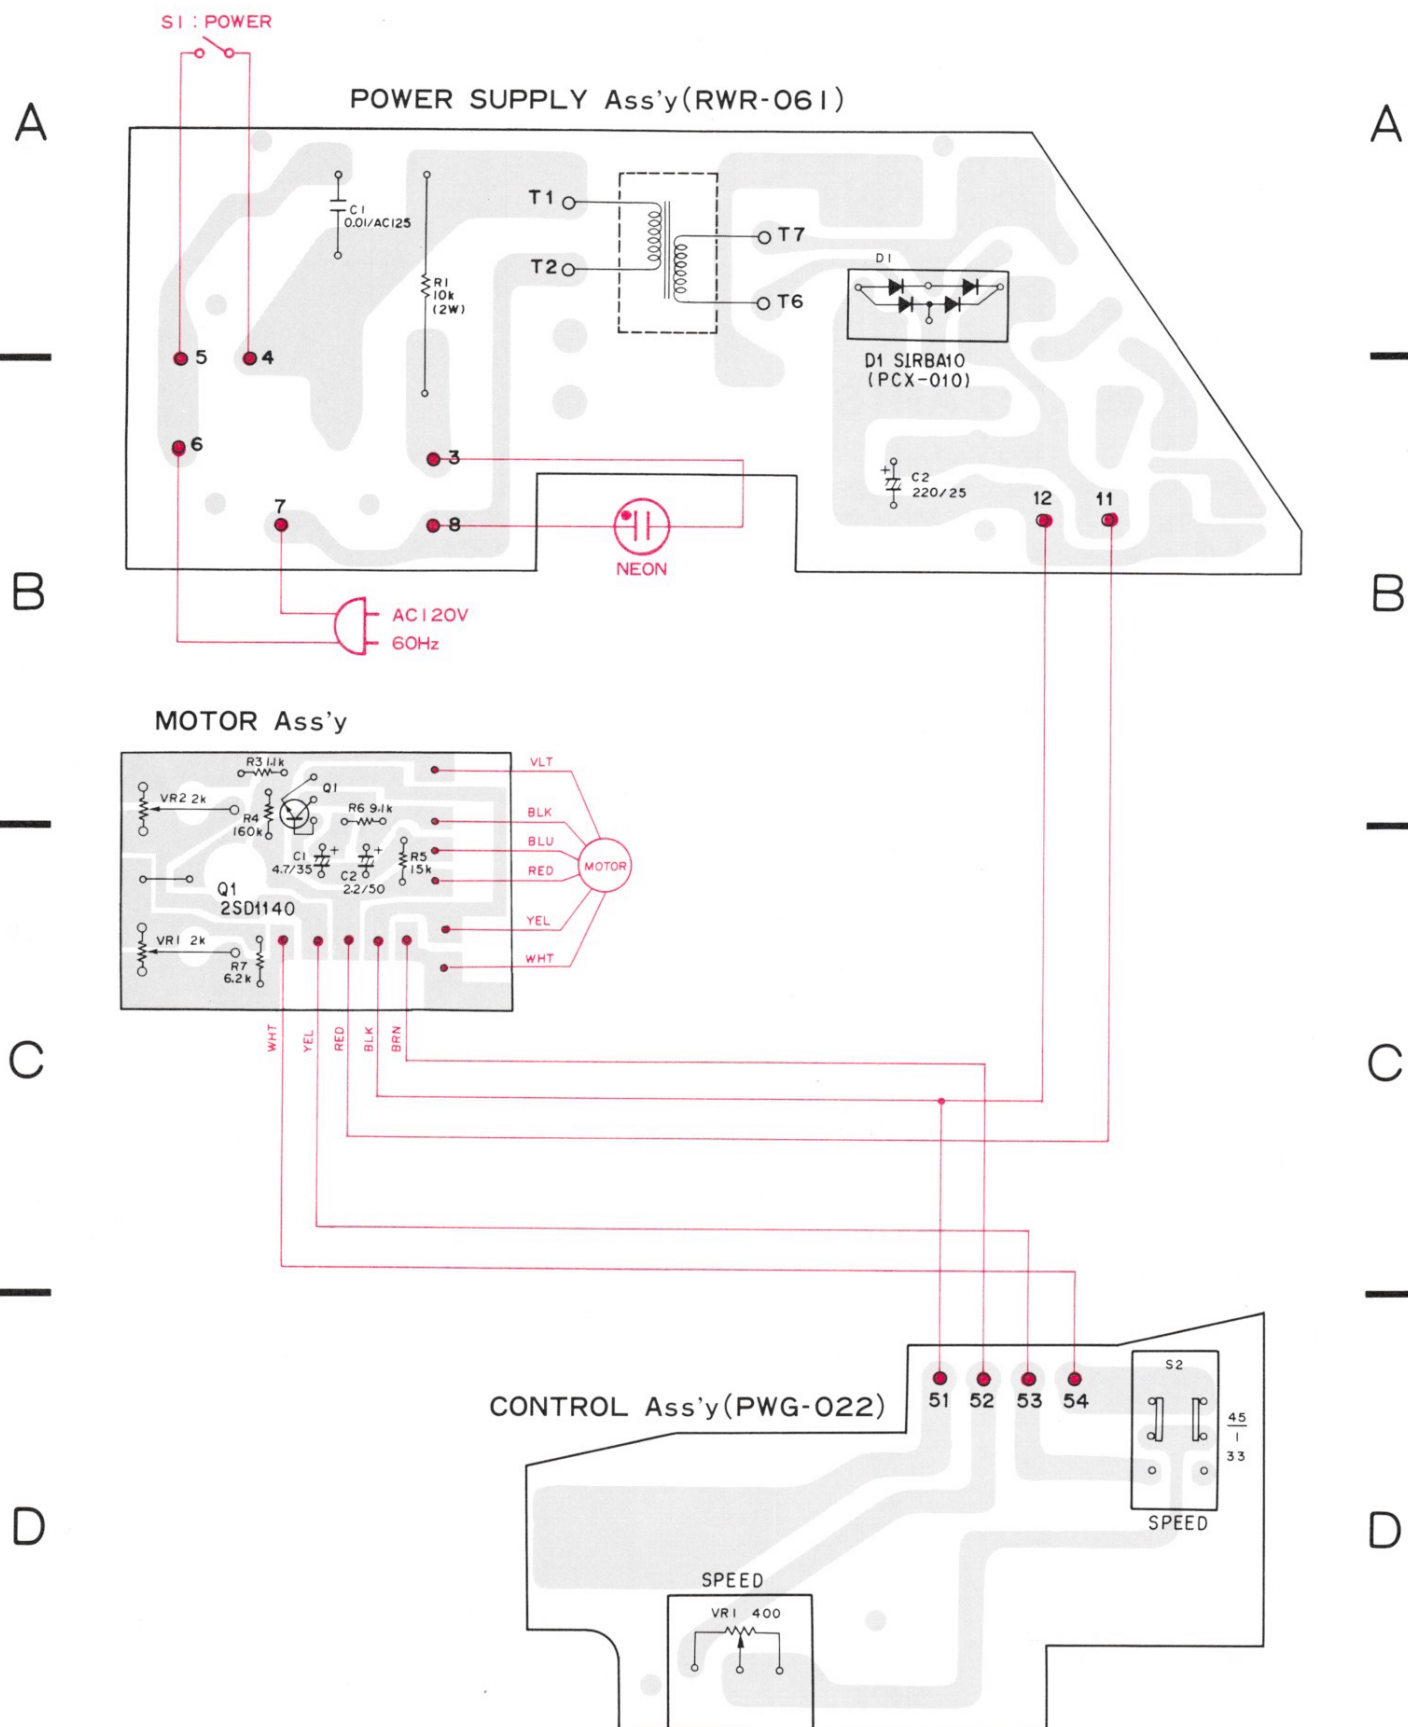 S1 : POWER
POWER SUPPLY Ass'y (RWR-061)
A
A
C1
0.01/AC125
T1
T2
T7
T6
R1
10k
(2W)
D1
D1 S1RBA10
(PCX-010)
5
4
6
3
7
8
C2
220/25
12
11
NEON
B
B
AC120V
60Hz
MOTOR Ass'y
R3 1.1k
Q1
VR2 2k
R4
160k
R6 9.1k
C1
4.7/35
C2
2.2/50
R5
15k
Q1
2SD1140
VR1 2k
R7
6.2k
VLT
BLK
BLU
RED
YEL
WHT
MOTOR
WHT
YEL
RED
BLK
BRN
C
C
CONTROL Ass'y (PWG-022)
51
52
53
54
S2
45
1
33
SPEED
D
D
SPEED
VR1 400